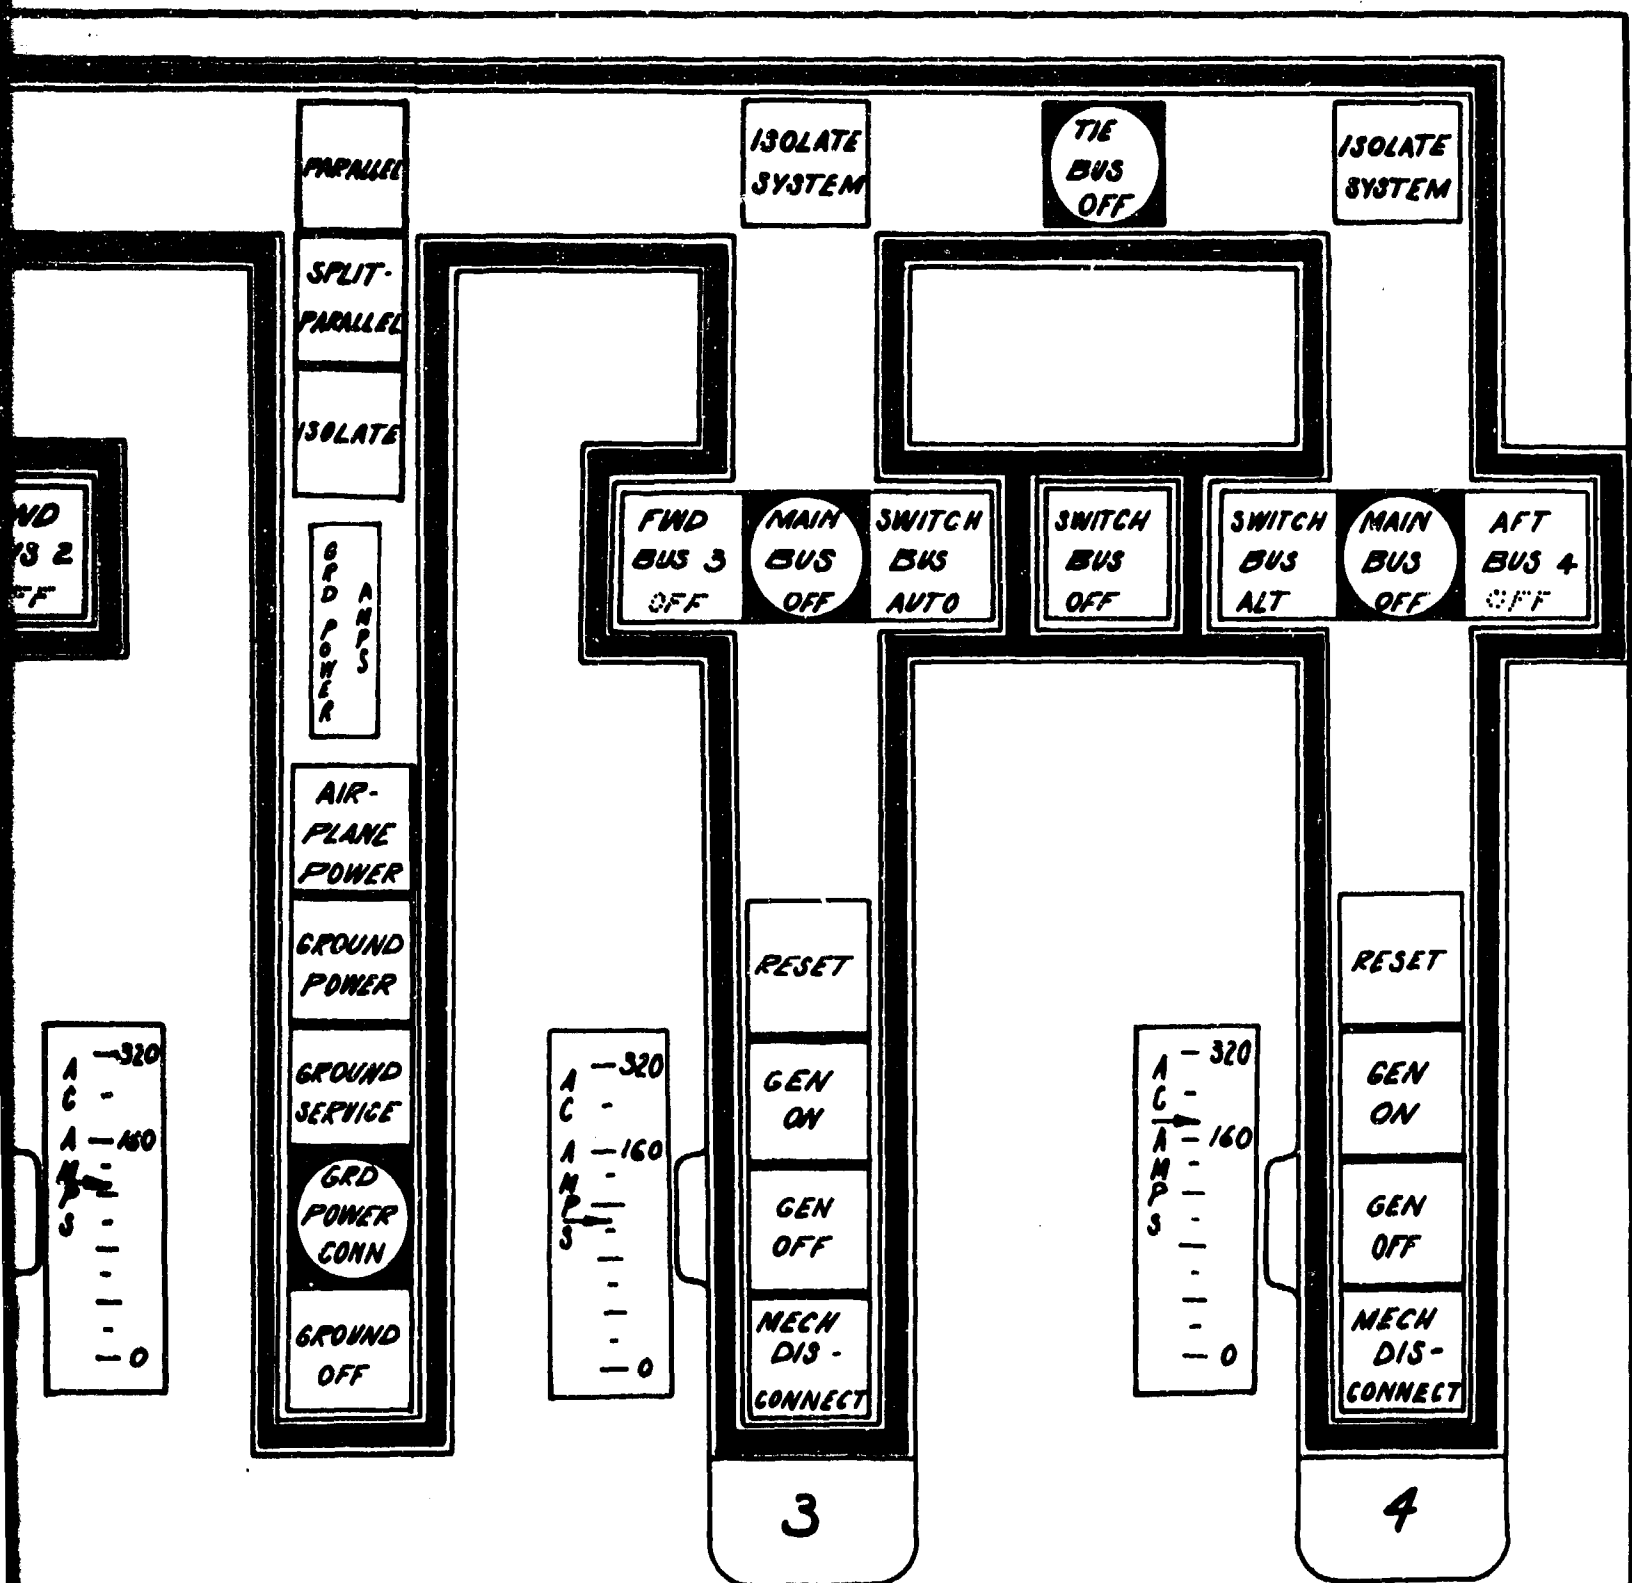 PARALLEL
SPLIT-
PARALLEL
ISOLATE
ISOLATE
SYSTEM
TIE
BUS
OFF
ISOLATE
SYSTEM
2
FWD
BUS 3
OFF
MAIN
BUS
OFF
SWITCH
BUS
AUTO
SWITCH
BUS
OFF
SWITCH
BUS
ALT
MAIN
BUS
OFF
AFT
BUS 4
OFF
GRD POWER
AMPS
AIR-
PLANE
POWER
GROUND
POWER
GROUND
SERVICE
GRD
POWER
CONN
GROUND
OFF
AC AMPS
320
160
0
AC AMPS
320
160
0
RESET
GEN
ON
GEN
OFF
MECH
DIS-
CONNECT
3
AC AMPS
320
160
0
RESET
GEN
ON
GEN
OFF
MECH
DIS-
CONNECT
4